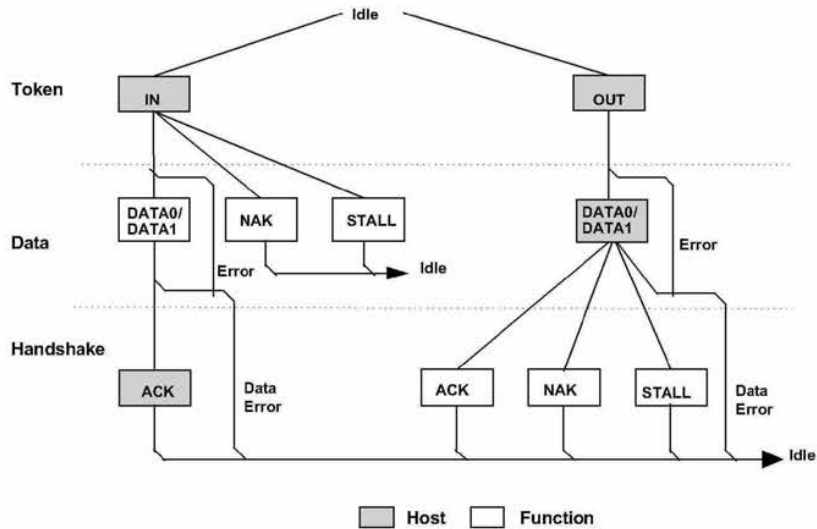 Idle
Token
IN
OUT
DATA0/
DATA1
NAK
STALL
DATA0/
DATA1
Data
Error
Idle
Error
Handshake
ACK
Data
Error
ACK
NAK
STALL
Data
Error
Idle
Host
Function